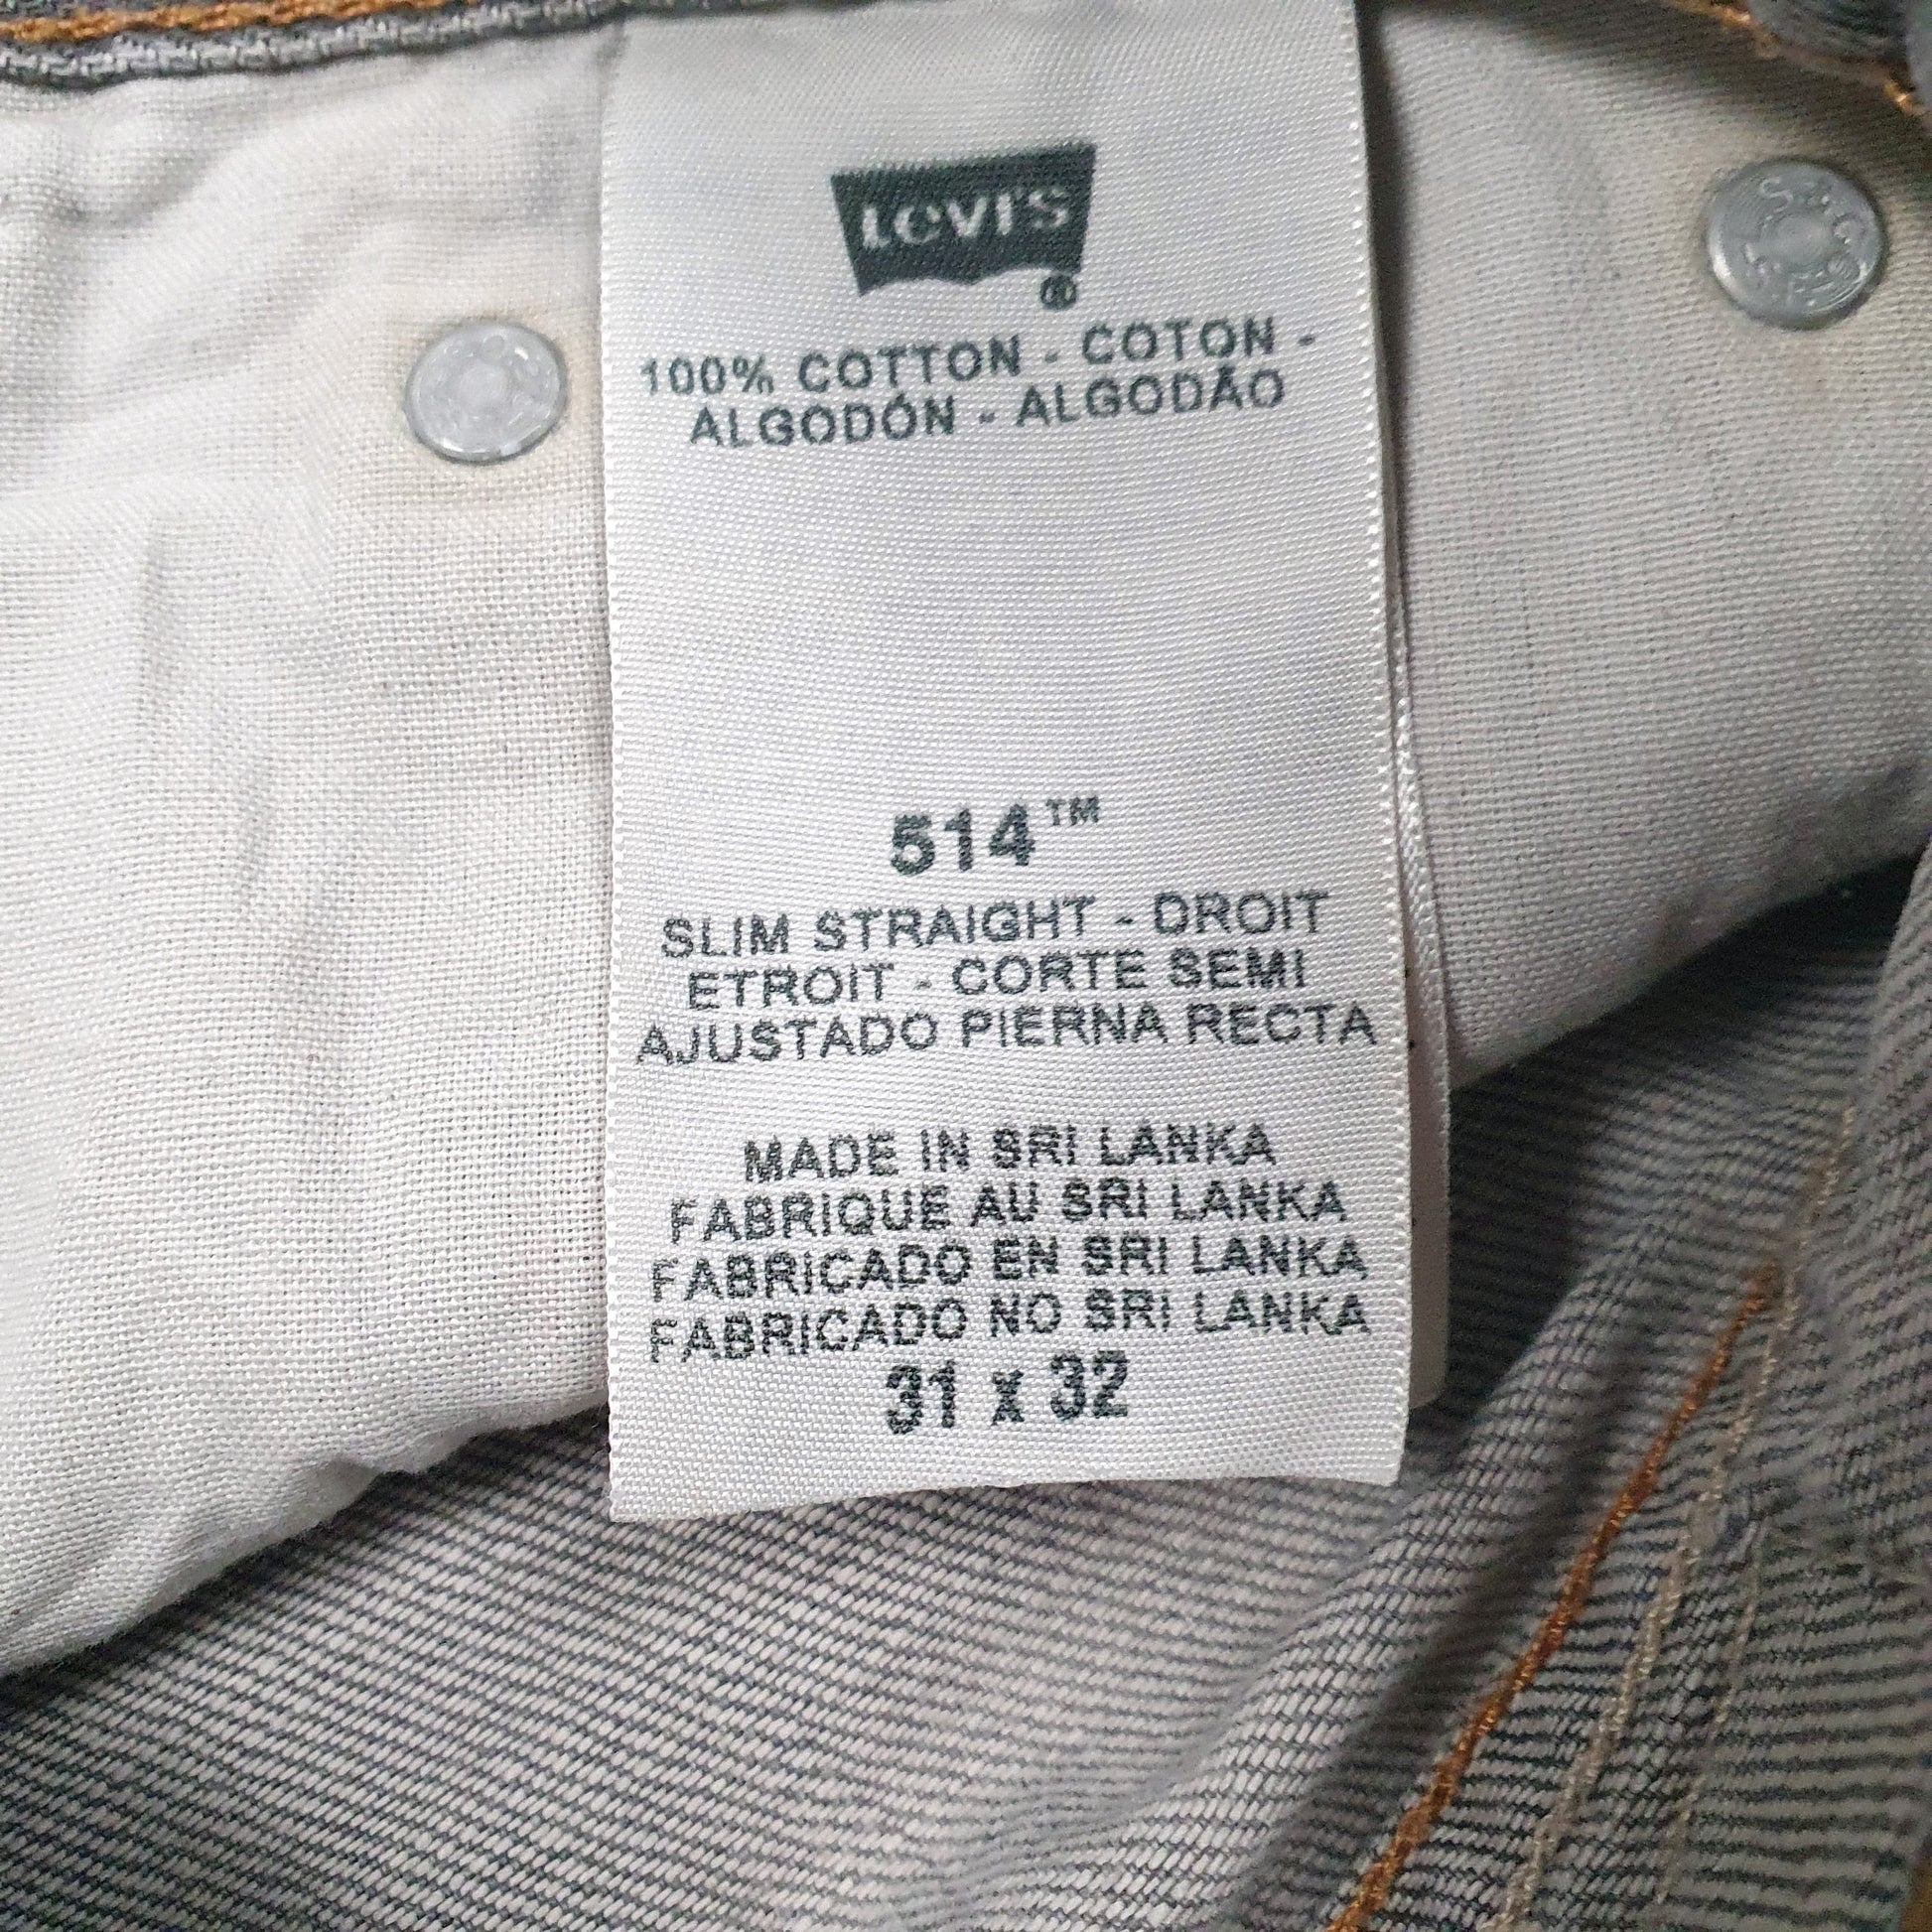 Levi's
®
100% COTTON - COTON -
ALGODÓN - ALGODÃO
514™
SLIM STRAIGHT - DROIT
ETROIT - CORTE SEMI
AJUSTADO PIERNA RECTA
MADE IN SRI LANKA
FABRIQUE AU SRI LANKA
FABRICADO EN SRI LANKA
FABRICADO NO SRI LANKA
31 x 32